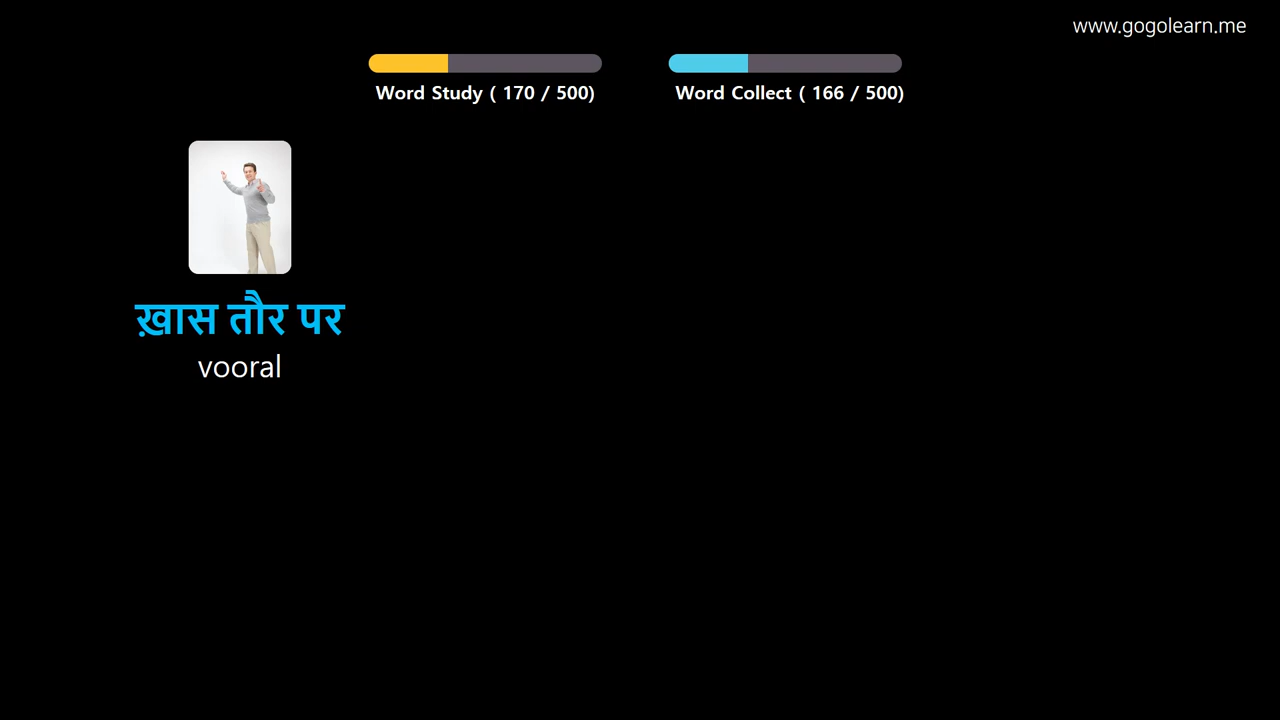 www.gogolearn.me
Word Study ( 170 / 500)
Word Collect ( 166 / 500)
ख़ास तौर पर
vooral